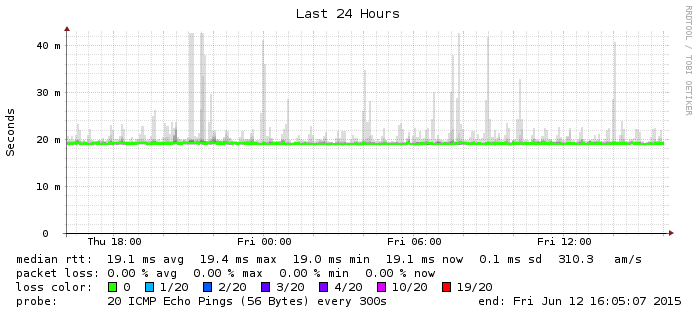 Last 24 Hours
RRDTOOL / TOBI OETIKER
Seconds
40 m
30 m
20 m
10 m
0
Thu 18:00 Fri 00:00 Fri 06:00 Fri 12:00
median rtt: 19.1 ms avg 19.4 ms max 19.0 ms min 19.1 ms now 0.1 ms sd 310.3 am/s
packet loss: 0.00 % avg 0.00 % max 0.00 % min 0.00 % now
loss color: 0 1/20 2/20 3/20 4/20 10/20 19/20
probe: 20 ICMP Echo Pings (56 Bytes) every 300s end: Fri Jun 12 16:05:07 2015